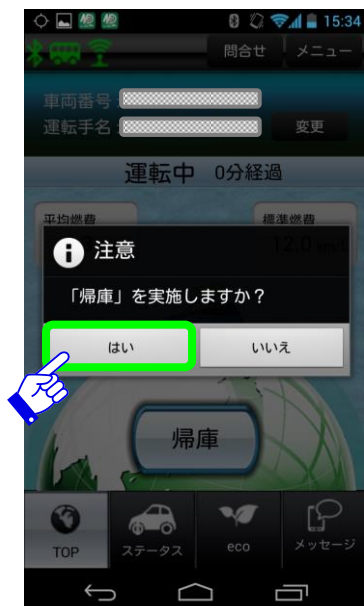 15:34
問合せ メニュー
車両番号:
運転手名: 変更
運転中 0分経過
平均燃費 標準燃費
12.0 km/L
注意
「帰庫」を実施しますか?
はい いいえ
帰庫
TOP ステータス eco メッセージ